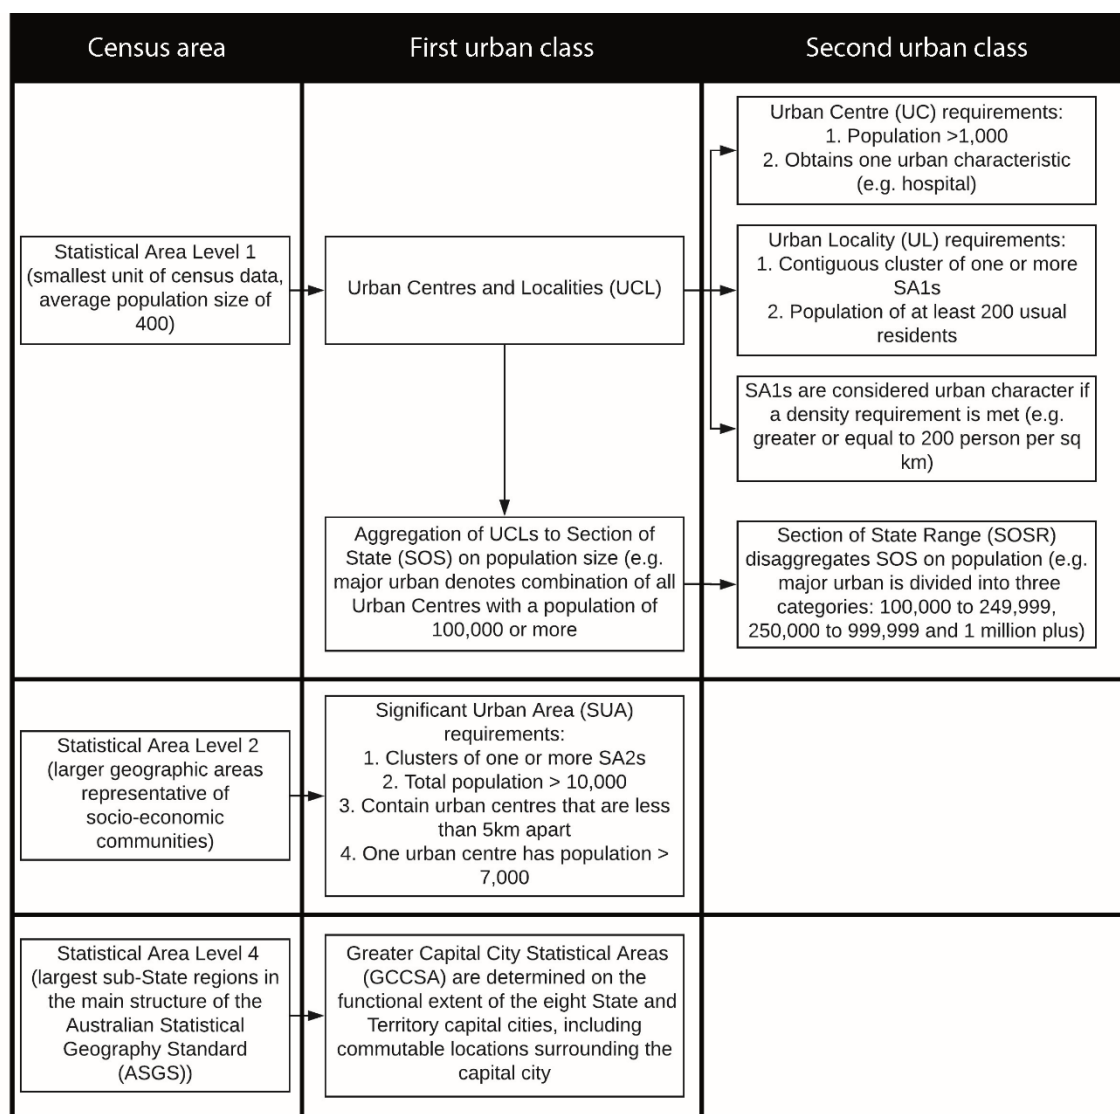 Census area
First urban class
Second urban class
Statistical Area Level 1
(smallest unit of census data,
average population size of
400)
Urban Centres and Localities (UCL)
Urban Centre (UC) requirements:
1. Population >1,000
2. Obtains one urban characteristic
(e.g. hospital)
Urban Locality (UL) requirements:
1. Contiguous cluster of one or more
SA1s
2. Population of at least 200 usual
residents
SA1s are considered urban character if
a density requirement is met (e.g.
greater or equal to 200 person per sq
km)
Aggregation of UCLs to Section of
State (SOS) on population size (e.g.
major urban denotes combination of all
Urban Centres with a population of
100,000 or more
Section of State Range (SOSR)
disaggregates SOS on population (e.g.
major urban is divided into three
categories: 100,000 to 249,999,
250,000 to 999,999 and 1 million plus)
Statistical Area Level 2
(larger geographic areas
representative of
socio-economic
communities)
Significant Urban Area (SUA)
requirements:
1. Clusters of one or more SA2s
2. Total population > 10,000
3. Contain urban centres that are less
than 5km apart
4. One urban centre has population >
7,000
Statistical Area Level 4
(largest sub-State regions in
the main structure of the
Australian Statistical
Geography Standard
(ASGS))
Greater Capital City Statistical Areas
(GCCSA) are determined on the
functional extent of the eight State and
Territory capital cities, including
commutable locations surrounding the
capital city